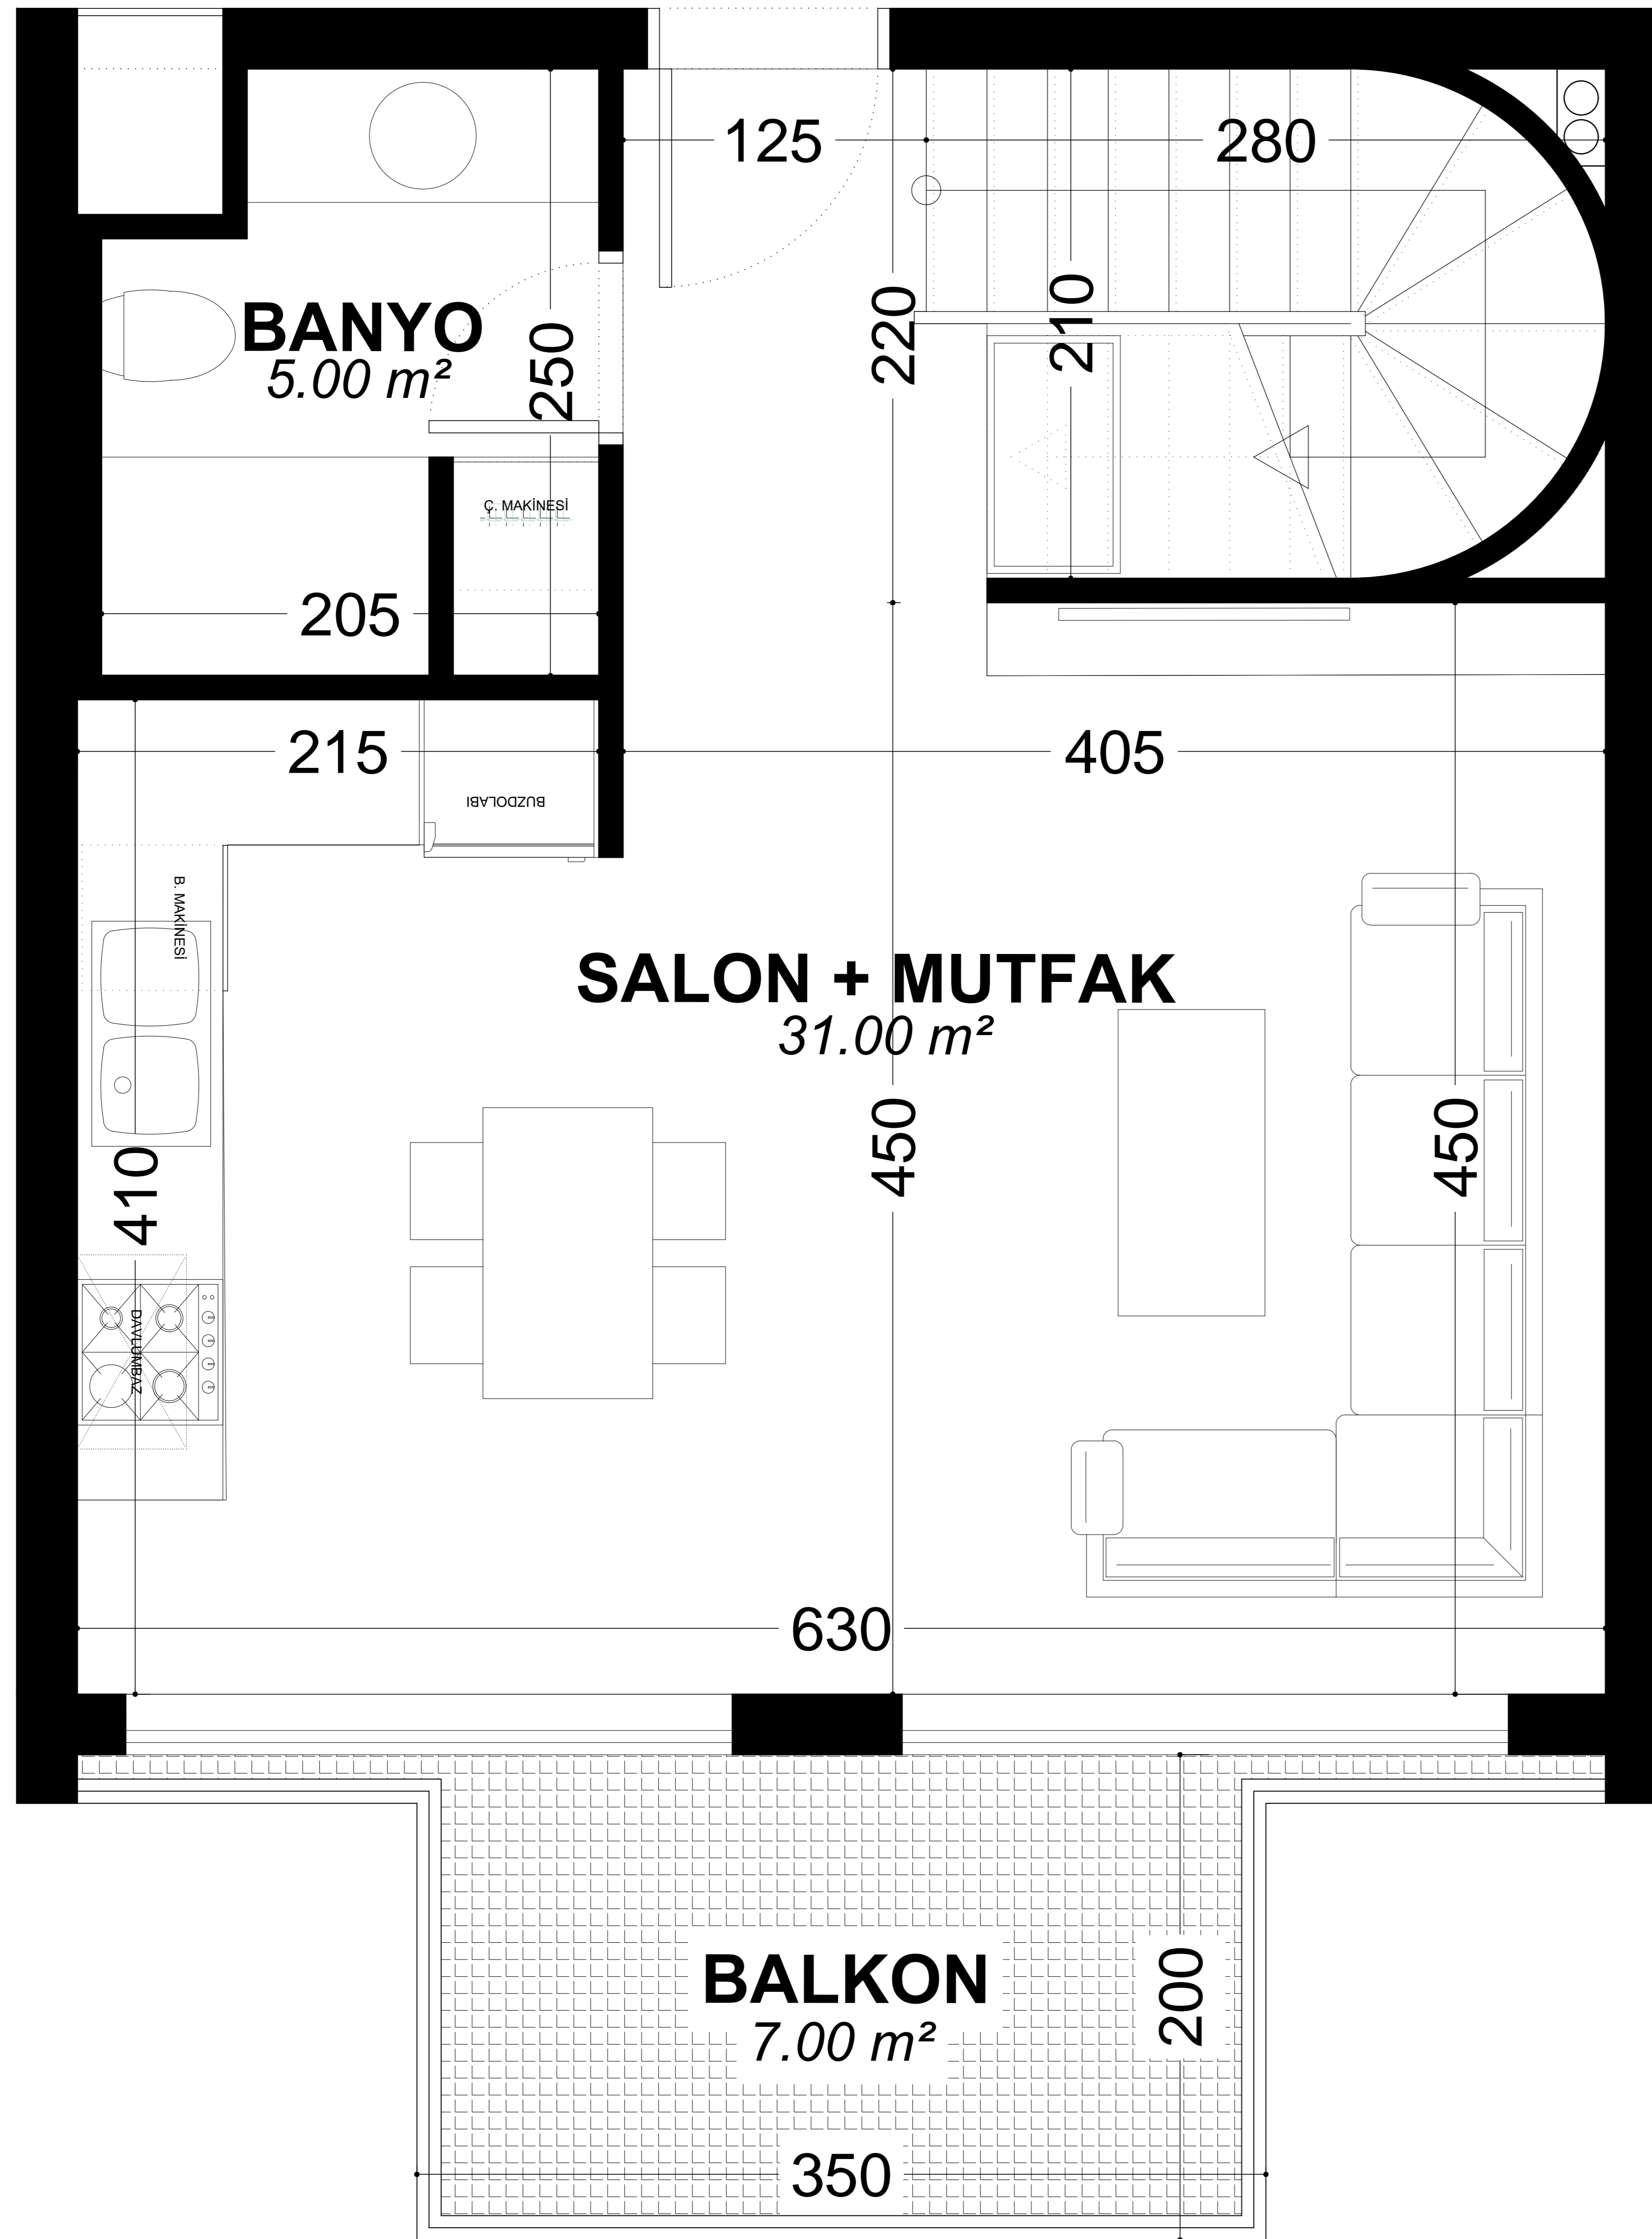 125
280
220
210
BANYO
5.00 m²
250
Ç. MAKİNESİ
205
215
405
BUZDOLABI
B. MAKİNESİ
SALON + MUTFAK
31.00 m²
410
450
450
DAVLUMBAZ
630
BALKON
7.00 m²
200
350